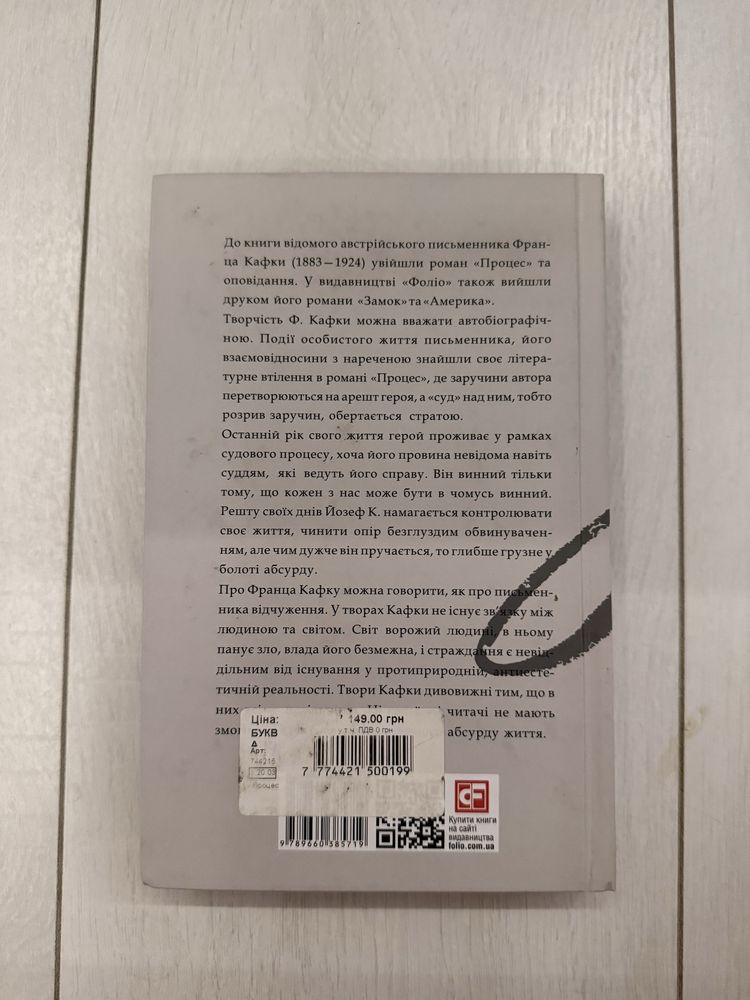 До книги відомого австрійського письменника Фран-
ца Кафки (1883—1924) увійшли роман «Процес» та
оповідання. У видавництві «Фоліо» також вийшли
друком його романи «Замок» та «Америка».
Творчість Ф. Кафки можна вважати автобіографіч-
ною. Події особистого життя письменника, його
взаємовідносини з нареченою знайшли своє літера-
турне втілення в романі «Процес», де заручини автора
перетворюються на арешт героя, а «суд» над ним, тобто
розрив заручин, обертається стратою.
Останній рік свого життя герой проживає у рамках
судового процесу, хоча його провина невідома навіть
суддям, які ведуть його справу. Він винний тільки
тому, що кожен з нас може бути в чомусь винний.
Решту своїх днів Йозеф К. намагається контролювати
своє життя, чинити опір безглуздим обвинувачен-
ням, але чим дужче він пручається, то глибше грузне у
болоті абсурду.
Про Франца Кафку можна говорити, як про письмен-
ника відчуження. У творах Кафки не існує зв'язку між
людиною та світом. Світ ворожий людині, в ньому
панує зло, влада його безмежна, і страждання є невід-
дільним від існування у протиприродній, антиесте-
тичній реальності. Твори Кафки дивовижні тим, що в
них читачі не мають
абсурду життя.
Ціна: 149.00 грн
БУКВ
А
у т.ч. ПДВ 0 грн
Арт:
744215
20.03
Процес
7 774421 500199
9 789660 385719
Купити книги
на сайті
видавництва
folio.com.ua